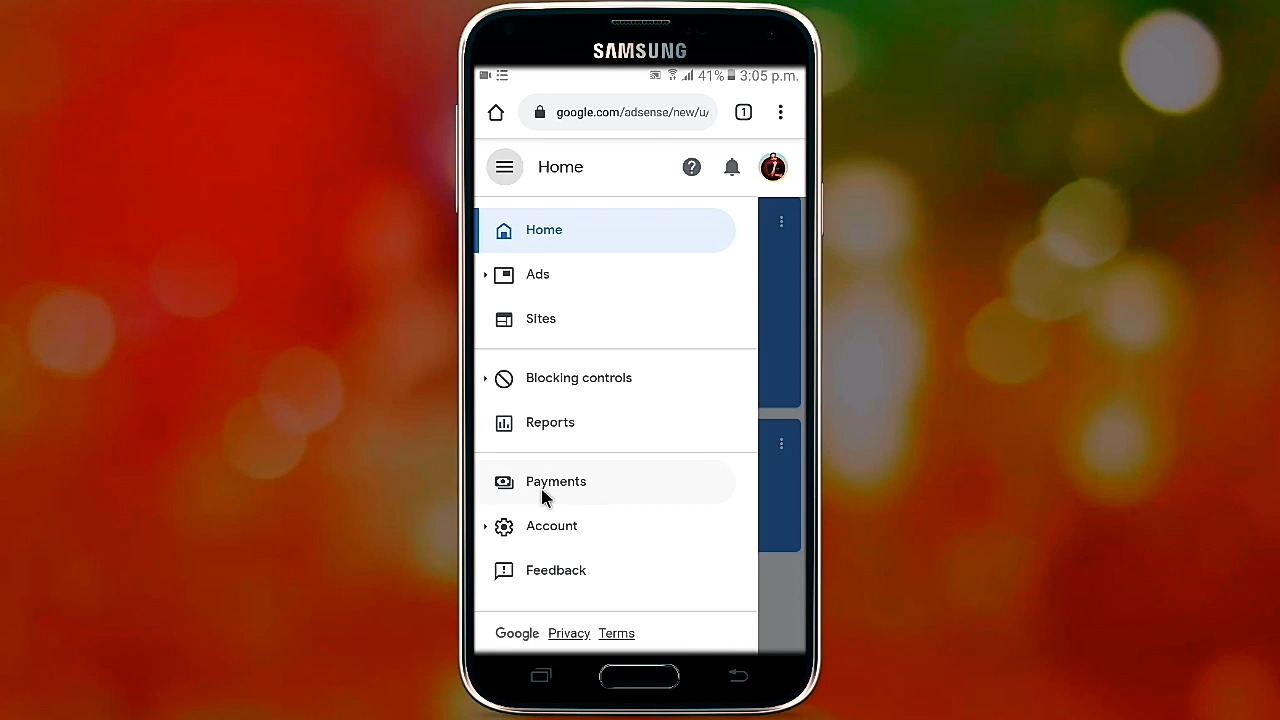 SAMSUNG
41% 3:05 p.m.
google.com/adsense/new/u/
1
Home
Home
Ads
Sites
Blocking controls
Reports
Payments
Account
Feedback
Google Privacy Terms